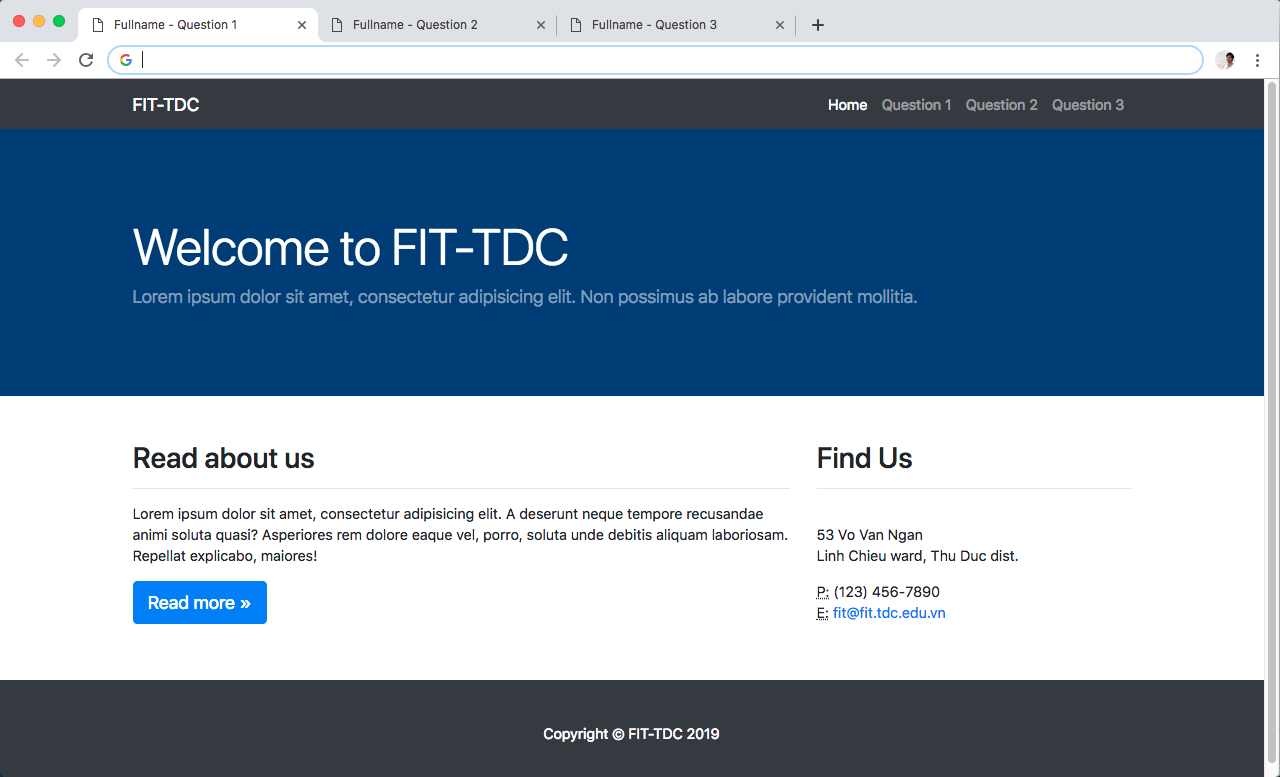 Fullname - Question 1
Fullname - Question 2
Fullname - Question 3
FIT-TDC
Home Question 1 Question 2 Question 3
Welcome to FIT-TDC
Lorem ipsum dolor sit amet, consectetur adipisicing elit. Non possimus ab labore provident mollitia.
Read about us
Lorem ipsum dolor sit amet, consectetur adipisicing elit. A deserunt neque tempore recusandae
animi soluta quasi? Asperiores rem dolore eaque vel, porro, soluta unde debitis aliquam laboriosam.
Repellat explicabo, maiores!
Read more »
Find Us
53 Vo Van Ngan
Linh Chieu ward, Thu Duc dist.
P: (123) 456-7890
E: fit@fit.tdc.edu.vn
Copyright © FIT-TDC 2019